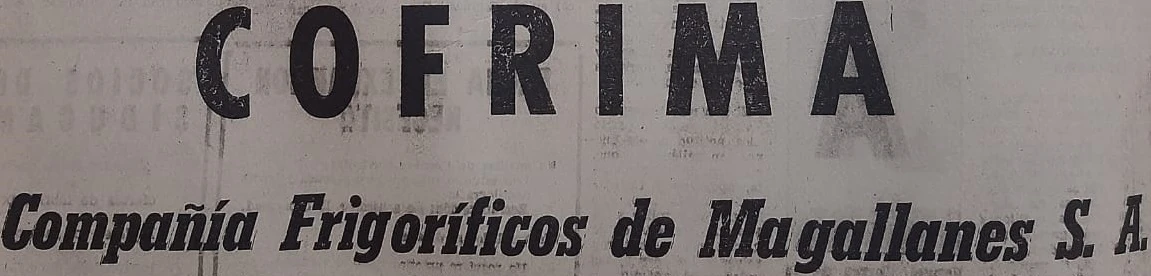 COFRIMA
Compañía Frigoríficos de Magallanes S. A.